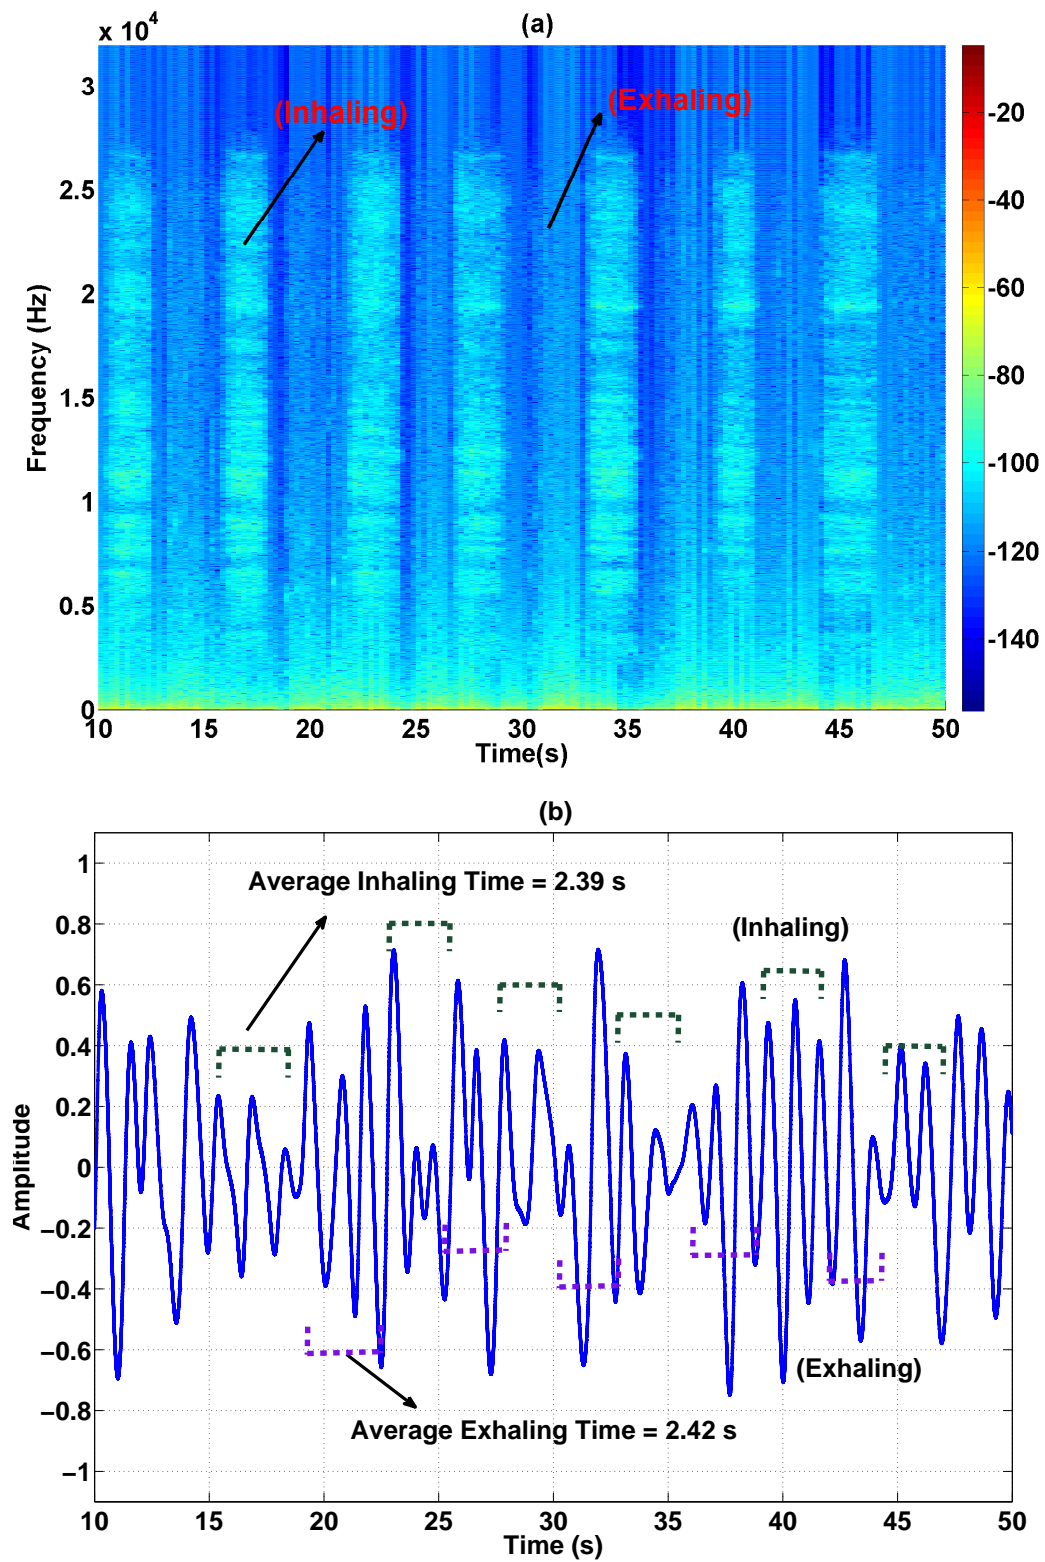 (a)
x 10^4
3
2.5
2
1.5
1
0.5
0
Frequency (Hz)
(Inhaling)
(Exhaling)
-20
-40
-60
-80
-100
-120
-140
10 15 20 25 30 35 40 45 50
Time(s)
(b)
1
0.8
0.6
0.4
0.2
0
−0.2
−0.4
−0.6
−0.8
−1
Amplitude
Average Inhaling Time = 2.39 s
(Inhaling)
(Exhaling)
Average Exhaling Time = 2.42 s
10 15 20 25 30 35 40 45 50
Time (s)